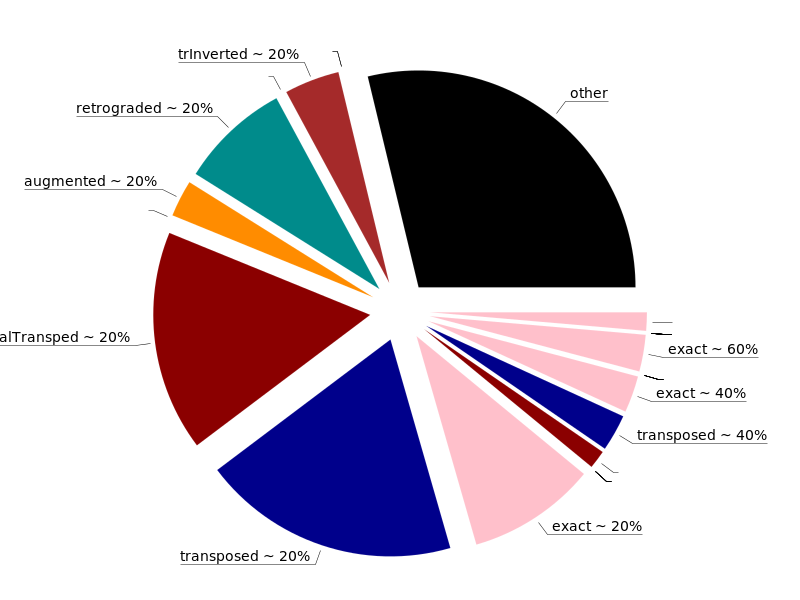 trInverted ~ 20%
other
retrograded ~ 20%
augmented ~ 20%
alTransped ~ 20%
exact ~ 60%
exact ~ 40%
transposed ~ 40%
exact ~ 20%
transposed ~ 20%